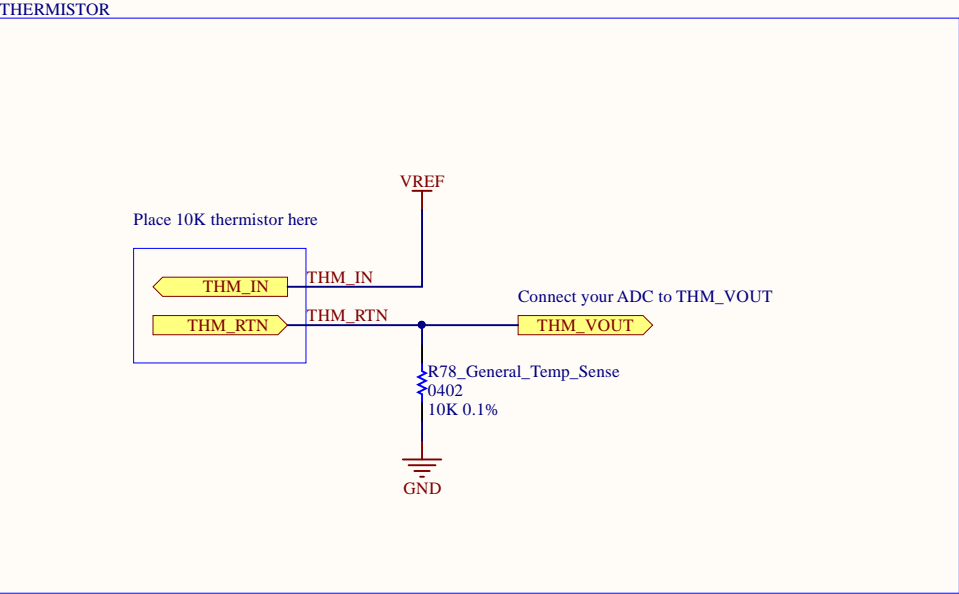 THERMISTOR
VREF
Place 10K thermistor here
THM_IN
THM_IN
Connect your ADC to THM_VOUT
THM_RTN
THM_RTN
THM_VOUT
R78_General_Temp_Sense
0402
10K 0.1%
GND